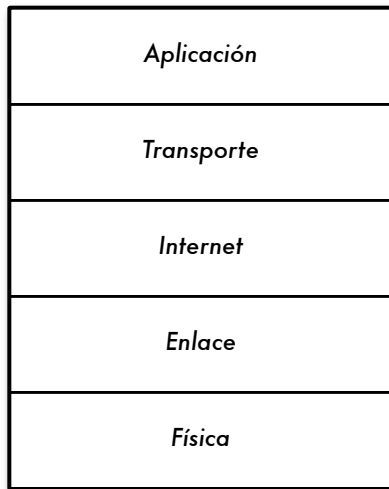 Aplicación
Transporte
Internet
Enlace
Física